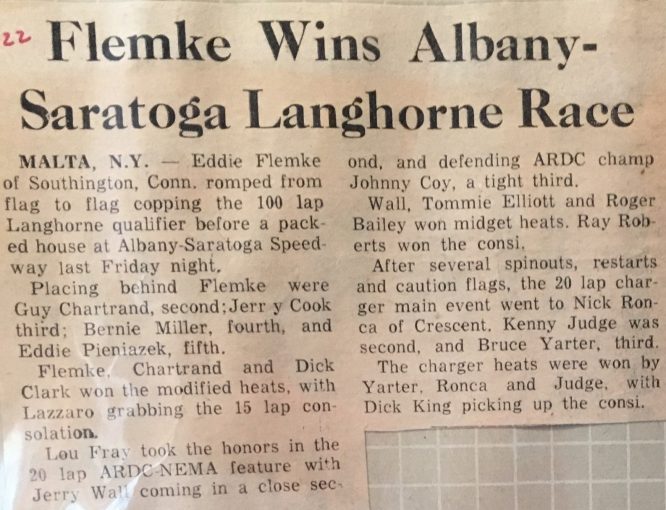 22
Flemke Wins Albany-
Saratoga Langhorne Race
MALTA, N.Y. — Eddie Flemke
of Southington, Conn. romped from
flag to flag copping the 100 lap
Langhorne qualifier before a pack-
ed house at Albany-Saratoga Speed-
way last Friday night.
Placing behind Flemke were
Guy Chartrand, second; Jerr y Cook
third; Bernie Miller, fourth, and
Eddie Pieniazek, fifth.
Flemke, Chartrand and Dick
Clark won the modified heats, with
Lazzaro grabbing the 15 lap con-
solation.
Lou Fray took the honors in the
20 lap ARDC-NEMA feature with
Jerry Wall coming in a close sec-
ond, and defending ARDC champ
Johnny Coy, a tight third.
Wall, Tommie Elliott and Roger
Bailey won midget heats. Ray Rob-
erts won the consi.
After several spinouts, restarts
and caution flags, the 20 lap char-
ger main event went to Nick Ron-
ca of Crescent. Kenny Judge was
second, and Bruce Yarter, third.
The charger heats were won by
Yarter, Ronca and Judge, with
Dick King picking up the consi.